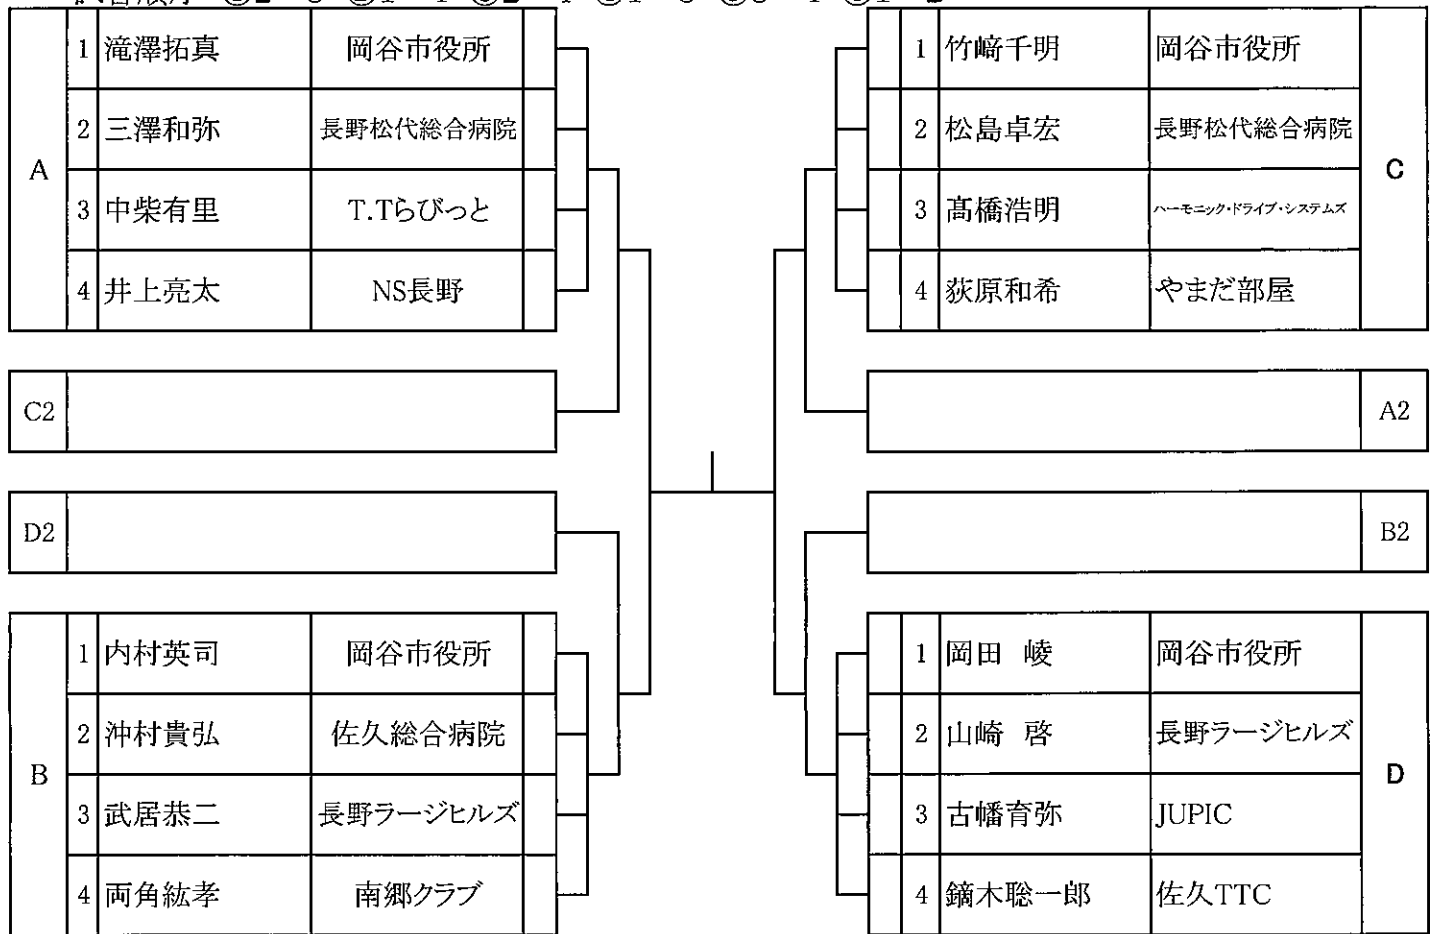 A
1 滝澤拓真 岡谷市役所
2 三澤和弥 長野松代総合病院
3 中柴有里 T.Tらびっと
4 井上亮太 NS長野
C2
D2
B
1 内村英司 岡谷市役所
2 沖村貴弘 佐久総合病院
3 武居恭二 長野ラージヒルズ
4 両角紘孝 南郷クラブ
1 竹﨑千明 岡谷市役所
2 松島卓宏 長野松代総合病院
3 髙橋浩明 ハーモニック・ドライブ・システムズ
4 荻原和希 やまだ部屋
C
A2
B2
1 岡田 崚 岡谷市役所
2 山崎 啓 長野ラージヒルズ
3 古幡育弥 JUPIC
4 鏑木聡一郎 佐久TTC
D